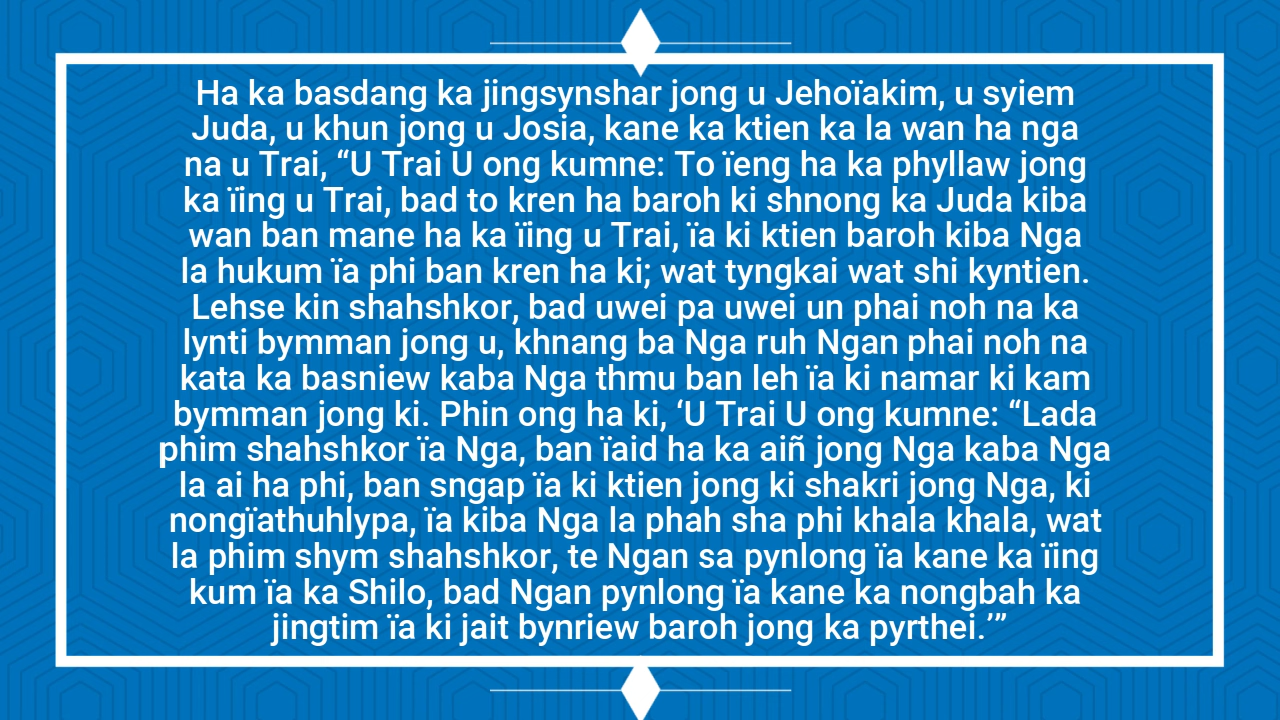 Ha ka basdang ka jingsynshar jong u Jehoïakim, u syiem
Juda, u khun jong u Josia, kane ka ktien ka la wan ha nga
na u Trai, “U Trai U ong kumne: To ïeng ha ka phyllaw jong
ka ïing u Trai, bad to kren ha baroh ki shnong ka Juda kiba
wan ban mane ha ka ïing u Trai, ïa ki ktien baroh kiba Nga
la hukum ïa phi ban kren ha ki; wat tyngkai wat shi kyntien.
Lehse kin shahshkor, bad uwei pa uwei un phai noh na ka
lynti bymman jong u, khnang ba Nga ruh Ngan phai noh na
kata ka basniew kaba Nga thmu ban leh ïa ki namar ki kam
bymman jong ki. Phin ong ha ki, ‘U Trai U ong kumne: “Lada
phim shahshkor ïa Nga, ban ïaid ha ka aiñ jong Nga kaba Nga
la ai ha phi, ban sngap ïa ki ktien jong ki shakri jong Nga, ki
nongïathuhlypa, ïa kiba Nga la phah sha phi khala khala, wat
la phim shym shahshkor, te Ngan sa pynlong ïa kane ka ïing
kum ïa ka Shilo, bad Ngan pynlong ïa kane ka nongbah ka
jingtim ïa ki jait bynriew baroh jong ka pyrthei.’”